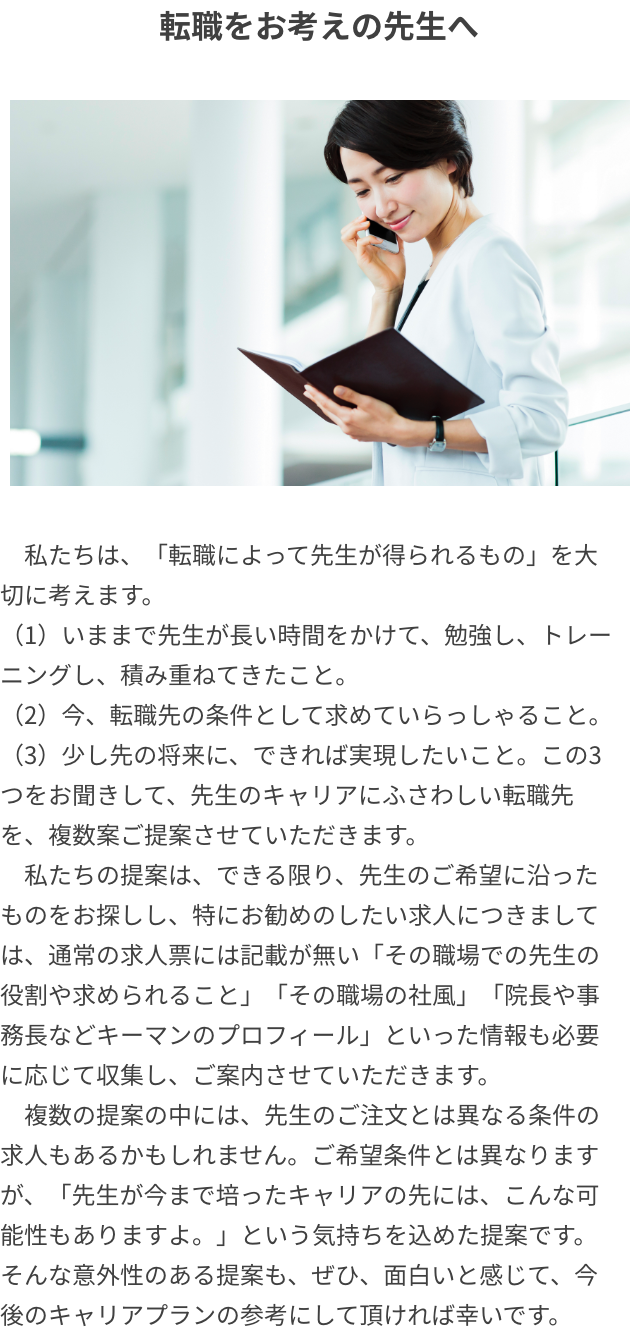 転職をお考えの先生へ
　私たちは、「転職によって先生が得られるもの」を大
切に考えます。
（1）いままで先生が長い時間をかけて、勉強し、トレー
ニングし、積み重ねてきたこと。
（2）今、転職先の条件として求めていらっしゃること。
（3）少し先の将来に、できれば実現したいこと。この3
つをお聞きして、先生のキャリアにふさわしい転職先
を、複数案ご提案させていただきます。
　私たちの提案は、できる限り、先生のご希望に沿った
ものをお探しし、特にお勧めのしたい求人につきまして
は、通常の求人票には記載が無い「その職場での先生の
役割や求められること」「その職場の社風」「院長や事
務長などキーマンのプロフィール」といった情報も必要
に応じて収集し、ご案内させていただきます。
　複数の提案の中には、先生のご注文とは異なる条件の
求人もあるかもしれません。ご希望条件とは異なります
が、「先生が今まで培ったキャリアの先には、こんな可
能性もありますよ。」という気持ちを込めた提案です。
そんな意外性のある提案も、ぜひ、面白いと感じて、今
後のキャリアプランの参考にして頂ければ幸いです。